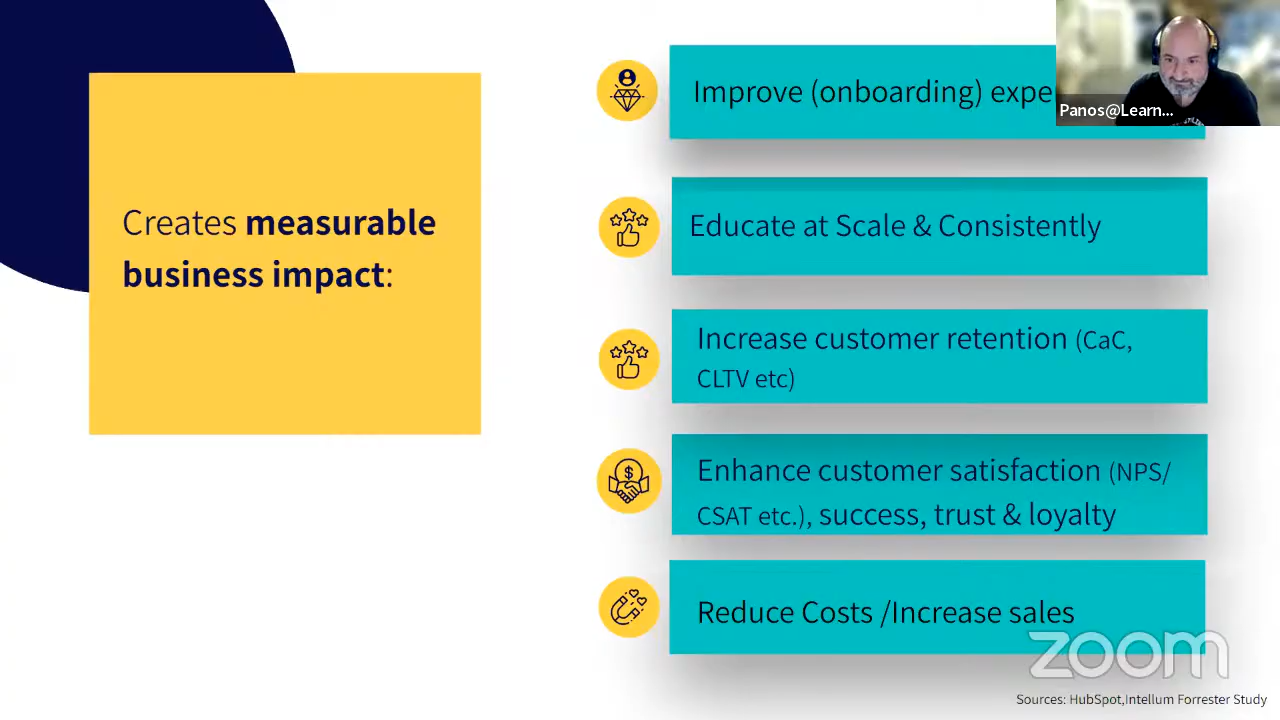 Creates measurable
business impact:
Improve (onboarding)
Panos@Learn...
Educate at Scale & Consistently
Increase customer retention (CaC,
CLTV etc)
Enhance customer satisfaction (NPS/
CSAT etc.), success, trust & loyalty
Reduce Costs /Increase sales
zoom
Sources: HubSpot,Intellum Forrester Study